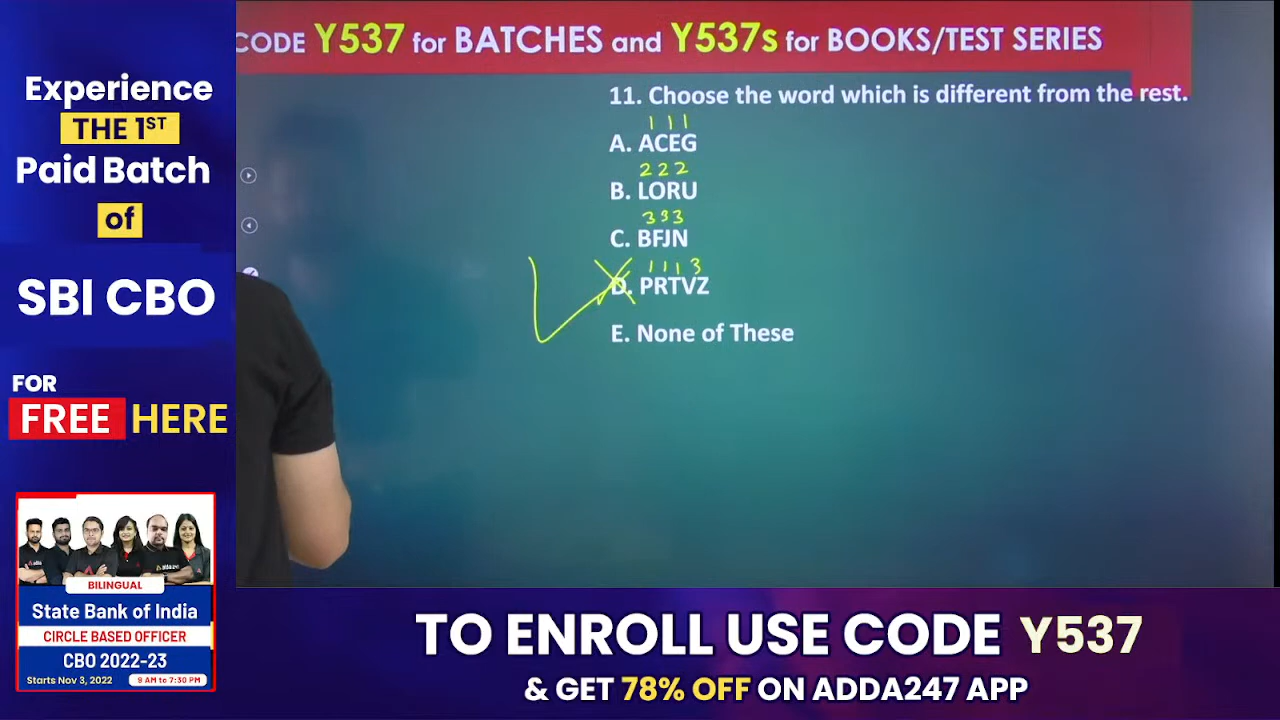 CODE Y537 for BATCHES and Y537s for BOOKS/TEST SERIES
Experience
THE 1ST
Paid Batch
of
SBI CBO
FOR
FREE HERE
BILINGUAL
State Bank of India
CIRCLE BASED OFFICER
CBO 2022-23
Starts Nov 3, 2022 9 AM to 7:30 PM
11. Choose the word which is different from the rest.
1 1 1
A. ACEG
2 2 2
B. LORU
3 3 3
C. BFJN
1 1 1 3
D. PRTVZ
E. None of These
TO ENROLL USE CODE Y537
& GET 78% OFF ON ADDA247 APP